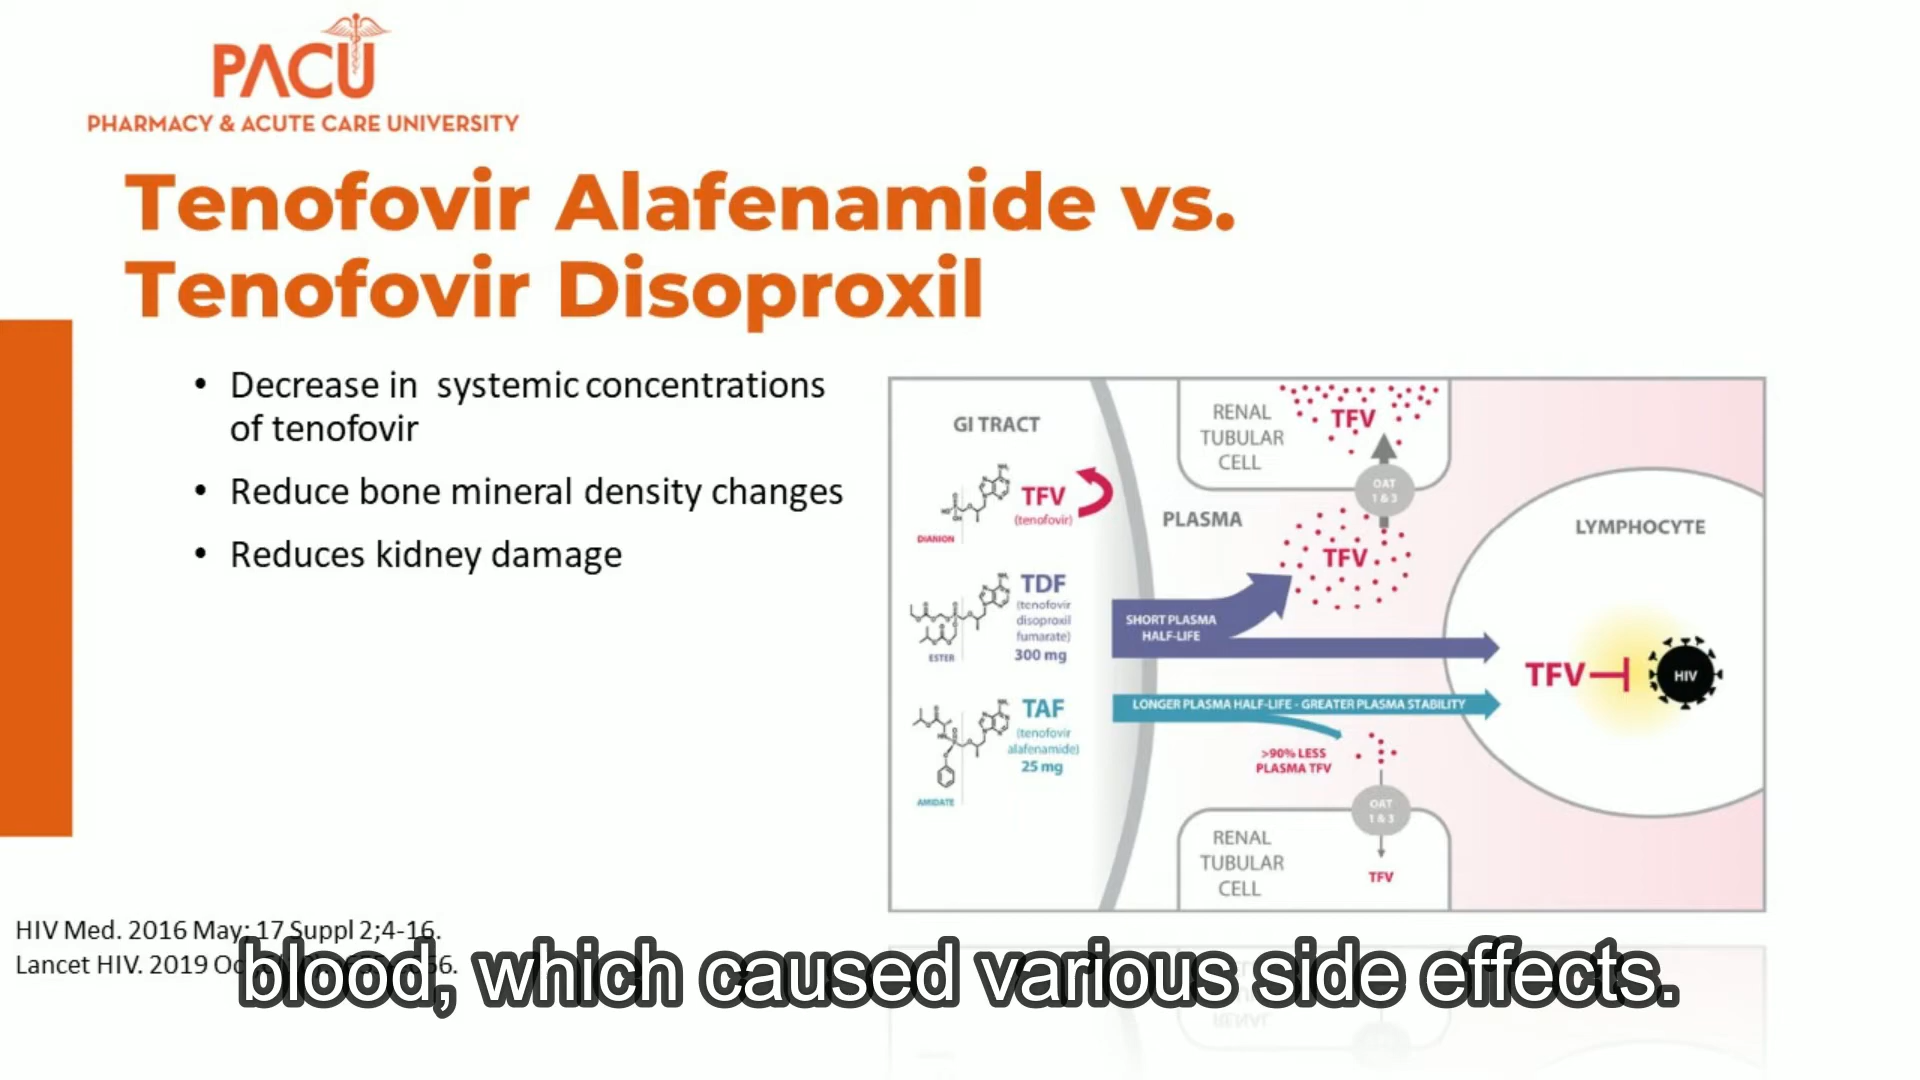 PACU
PHARMACY & ACUTE CARE UNIVERSITY
Tenofovir Alafenamide vs.
Tenofovir Disoproxil
• Decrease in systemic concentrations
of tenofovir
• Reduce bone mineral density changes
• Reduces kidney damage
GI TRACT
TFV
(tenofovir)
DIANION
TDF
(tenofovir
disoproxil
fumarate)
300 mg
ESTER
TAF
(tenofovir
alafenamide)
25 mg
AMIDATE
RENAL
TUBULAR
CELL
TFV
OAT
1 & 3
PLASMA
TFV
SHORT PLASMA
HALF-LIFE
LONGER PLASMA HALF-LIFE - GREATER PLASMA STABILITY
>90% LESS
PLASMA TFV
OAT
1 & 3
RENAL
TUBULAR
CELL
TFV
LYMPHOCYTE
TFV
HIV
HIV Med. 2016 May; 17 Suppl 2;4-16.
Lancet HIV. 2019
blood, which caused various side effects.